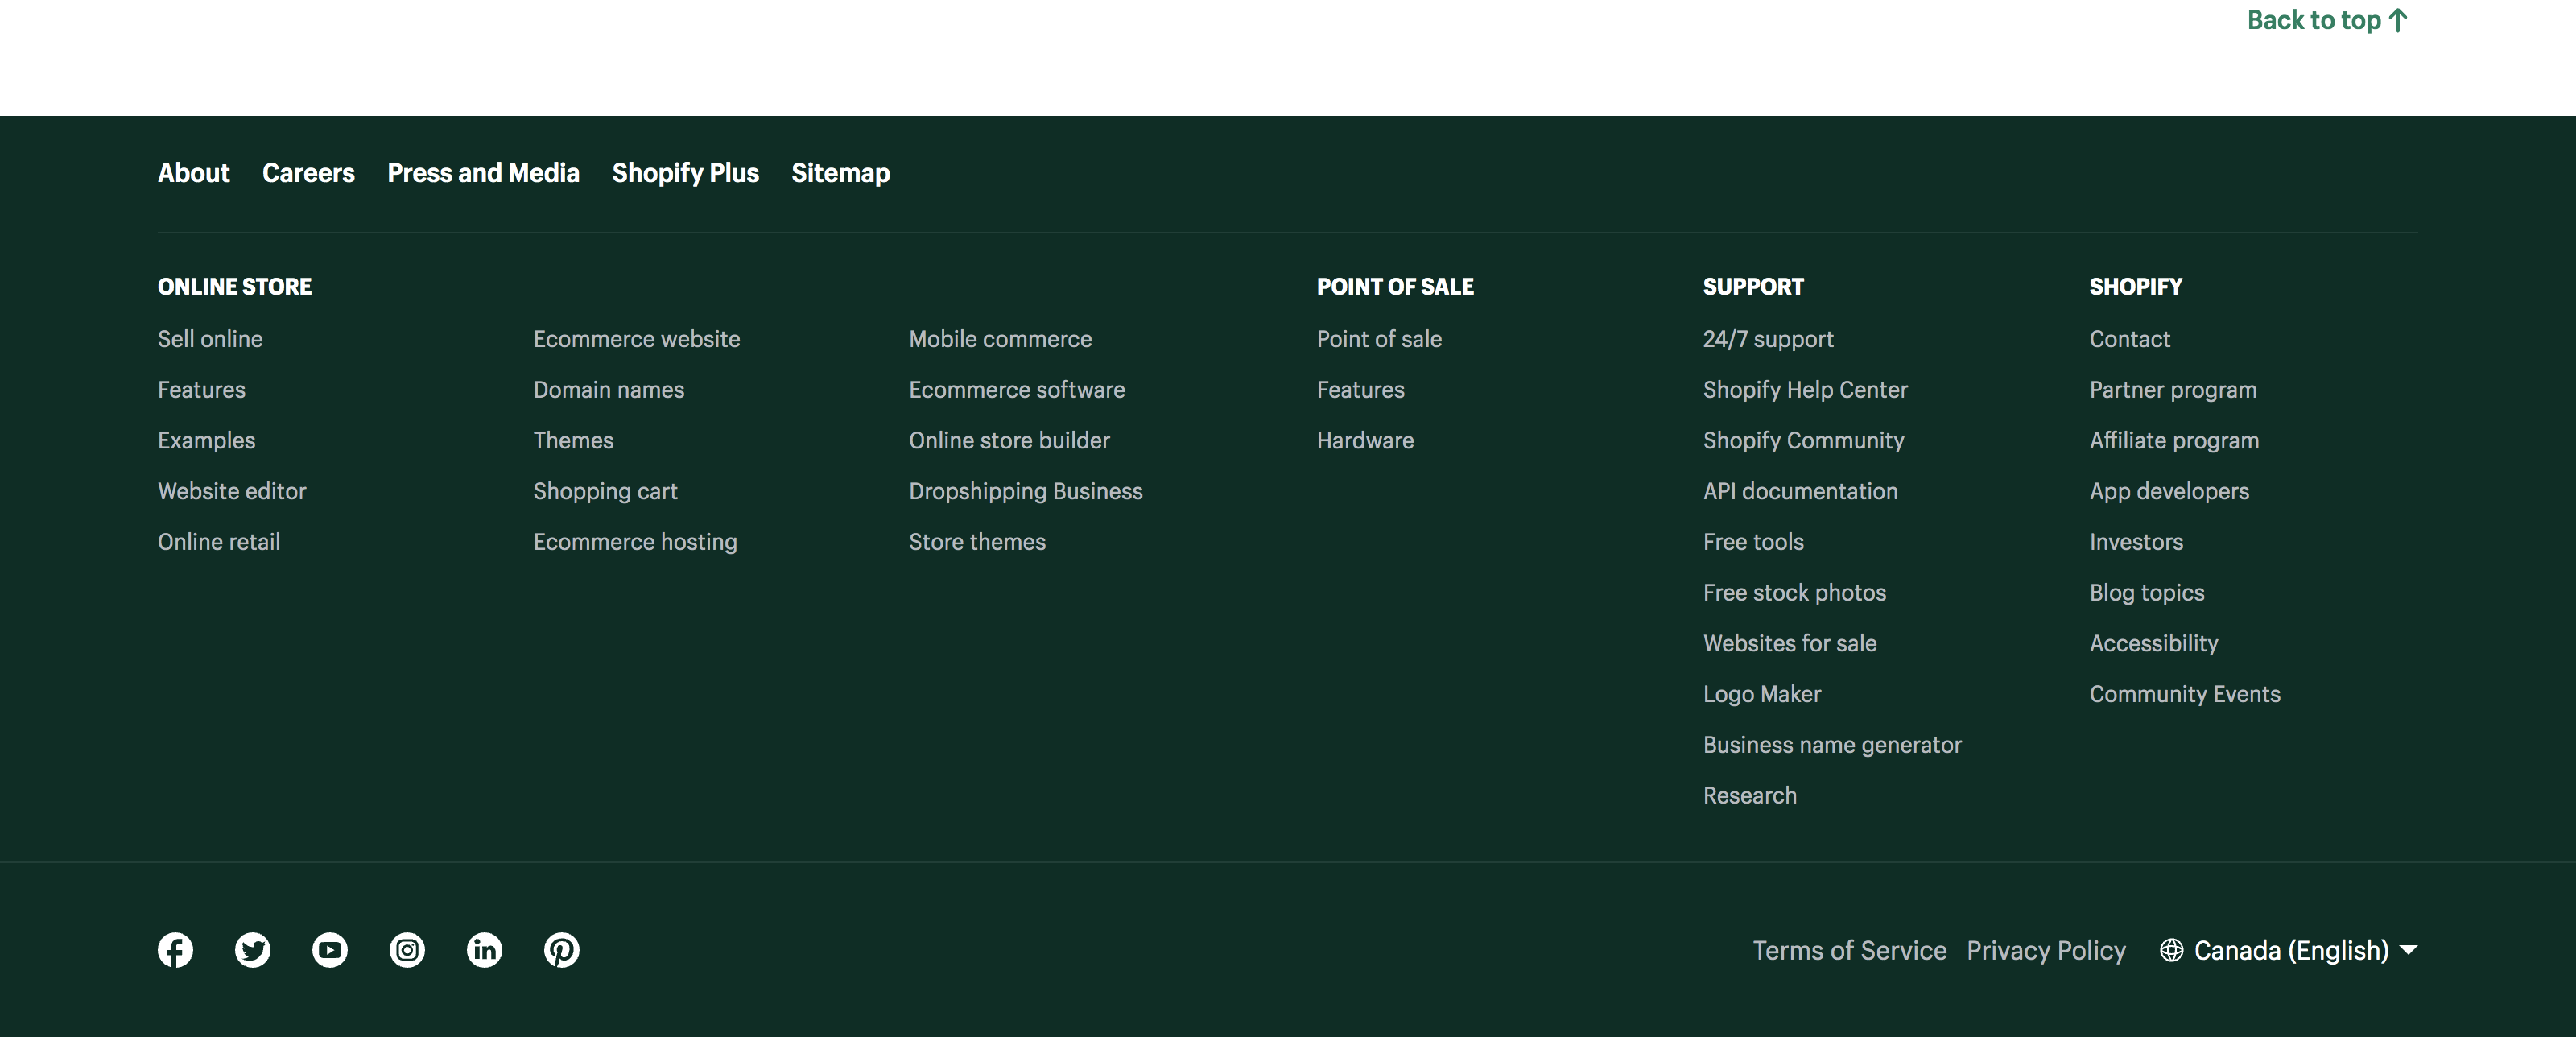 Back to top
About Careers Press and Media Shopify Plus Sitemap
ONLINE STORE
Sell online
Features
Examples
Website editor
Online retail
Ecommerce website
Domain names
Themes
Shopping cart
Ecommerce hosting
Mobile commerce
Ecommerce software
Online store builder
Dropshipping Business
Store themes
POINT OF SALE
Point of sale
Features
Hardware
SUPPORT
24/7 support
Shopify Help Center
Shopify Community
API documentation
Free tools
Free stock photos
Websites for sale
Logo Maker
Business name generator
Research
SHOPIFY
Contact
Partner program
Affiliate program
App developers
Investors
Blog topics
Accessibility
Community Events
Terms of Service Privacy Policy Canada (English)